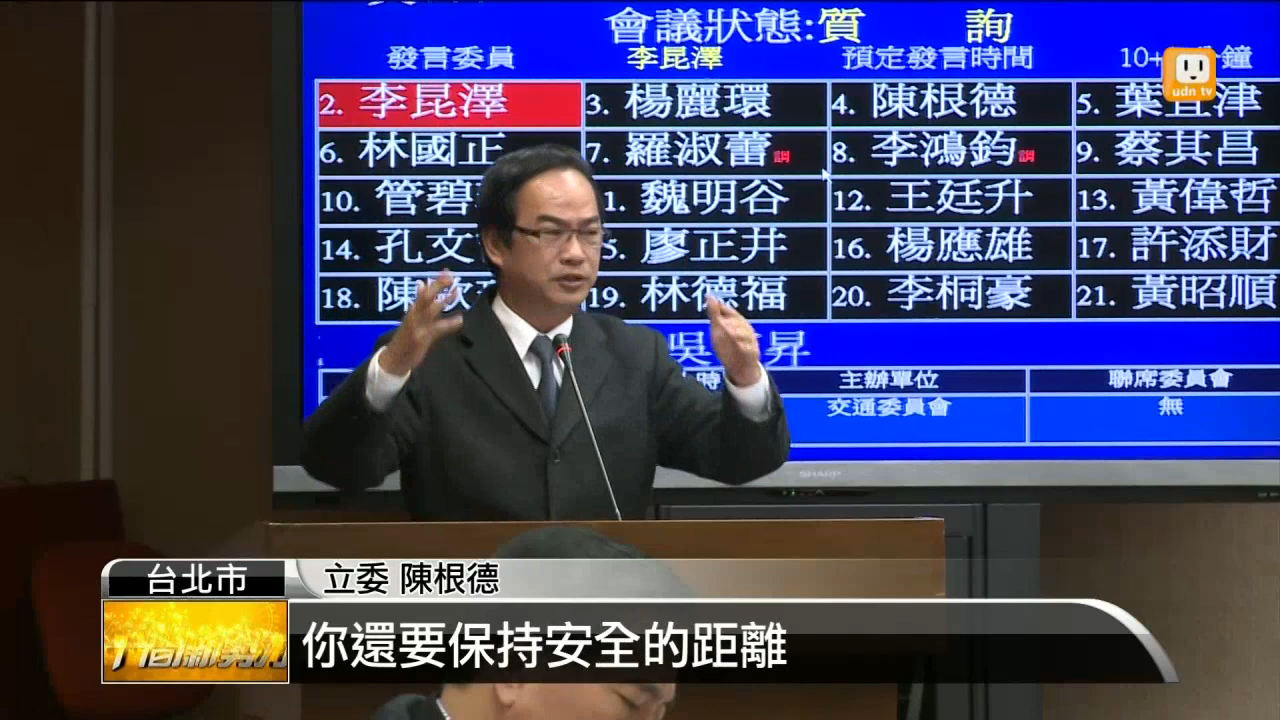 會議狀態:質 詢
發言委員 李昆澤 預定發言時間
udn tv
2. 李昆澤 3. 楊麗環 4. 陳根德 5. 葉宜津
6. 林國正 7. 羅淑蕾 8. 李鴻鈞 9. 蔡其昌
10. 管碧 魏明谷 12. 王廷升 13. 黃偉哲
14. 孔文 廖正井 16. 楊應雄 17. 許添財
18. 陳歐 19. 林德福 20. 李桐豪 21. 黃昭順
吳 昇
主辦單位 聯席委員會
交通委員會 無
SHARP
台北市 立委 陳根德
你還要保持安全的距離